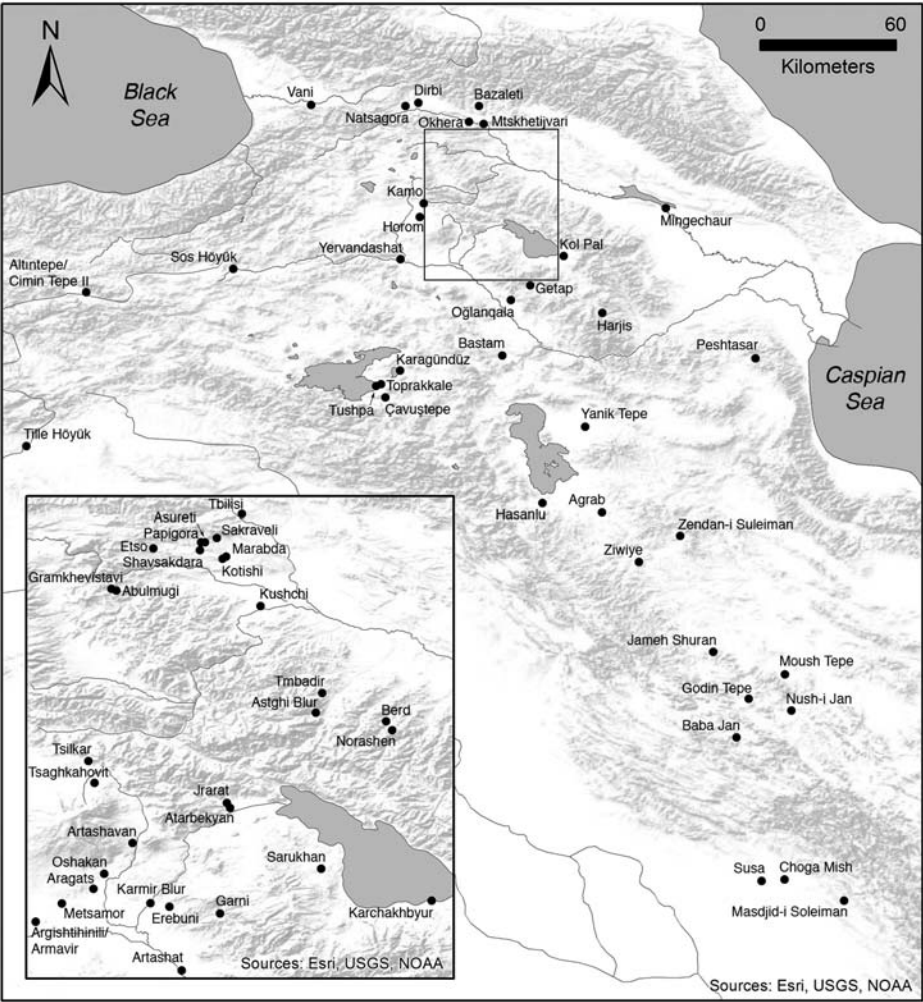 N
0 60
Kilometers
Black
Sea
Vani
Dirbi
Bazaleti
Natsagora
Okhera
Mtskhetijvari
Kamo
Mingechaur
Horom
Kol Pal
Yervandashat
Sos Höyük
Altıntepe/
Cimin Tepe II
Getap
Oğlanqala
Harjis
Bastam
Peshtasar
Karagündüz
Caspian
Sea
Toprakkale
Tushpa
Çavuştepe
Yanik Tepe
Tille Höyük
Hasanlu
Agrab
Zendan-i Suleiman
Ziwiye
Jameh Shuran
Moush Tepe
Godin Tepe
Nush-i Jan
Baba Jan
Susa
Choga Mish
Masdjid-i Soleiman
Tbilisi
Asureti
Papigora
Sakraveli
Etso
Marabda
Shavsakdara
Kotishi
Gramkhevistavi
Abulmugi
Kushchi
Tmbadir
Astghi Blur
Berd
Norashen
Tsilkar
Tsaghkahovit
Jrarat
Atarbekyan
Artashavan
Oshakan
Aragats
Sarukhan
Karmir Blur
Garni
Metsamor
Erebuni
Karchakhbyur
Argishtihinili/
Armavir
Artashat
Sources: Esri, USGS, NOAA
Sources: Esri, USGS, NOAA